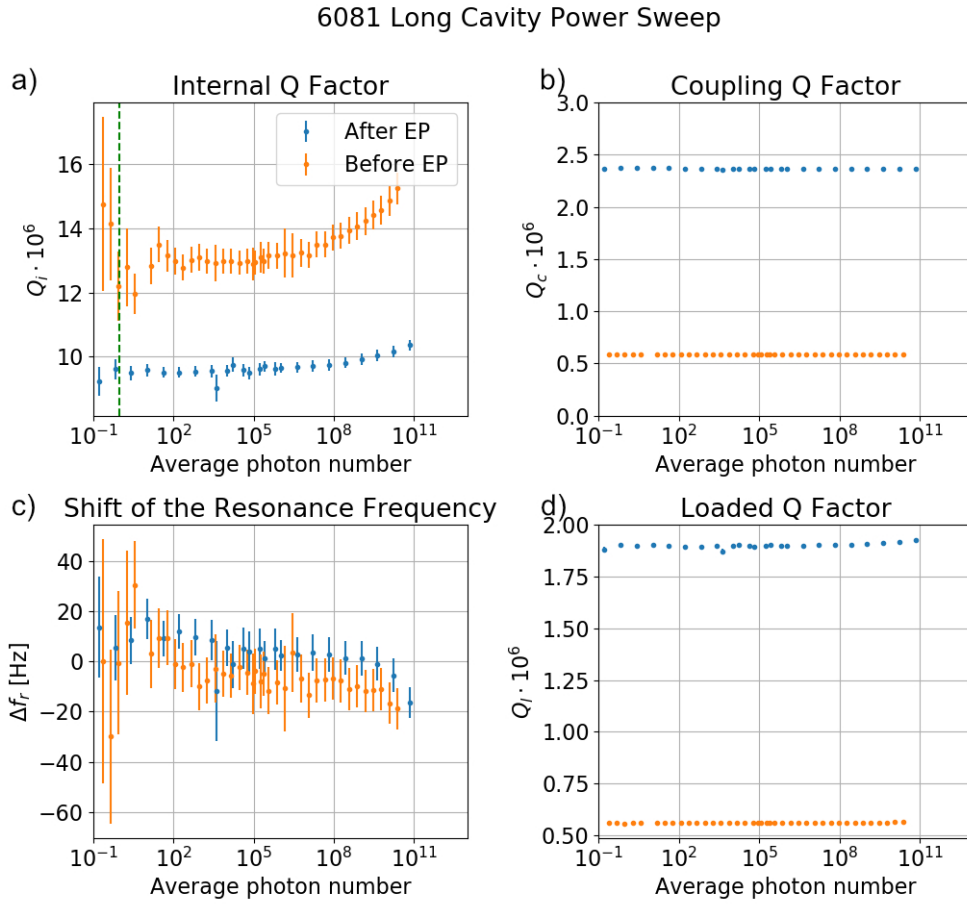 6081 Long Cavity Power Sweep
a)
Internal Q Factor
After EP
Before EP
16
14
12
10
Q_i · 10^6
10^-1 10^2 10^5 10^8 10^11
Average photon number
b)
Coupling Q Factor
3.0
2.5
2.0
1.5
1.0
0.5
0.0
Q_c · 10^6
10^-1 10^2 10^5 10^8 10^11
Average photon number
c)
Shift of the Resonance Frequency
40
20
0
−20
−40
−60
Δf_r [Hz]
10^-1 10^2 10^5 10^8 10^11
Average photon number
d)
Loaded Q Factor
2.00
1.75
1.50
1.25
1.00
0.75
0.50
Q_l · 10^6
10^-1 10^2 10^5 10^8 10^11
Average photon number